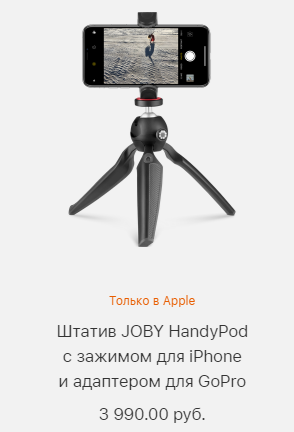 Только в Apple
Штатив JOBY HandyPod
с зажимом для iPhone
и адаптером для GoPro
3 990.00 руб.